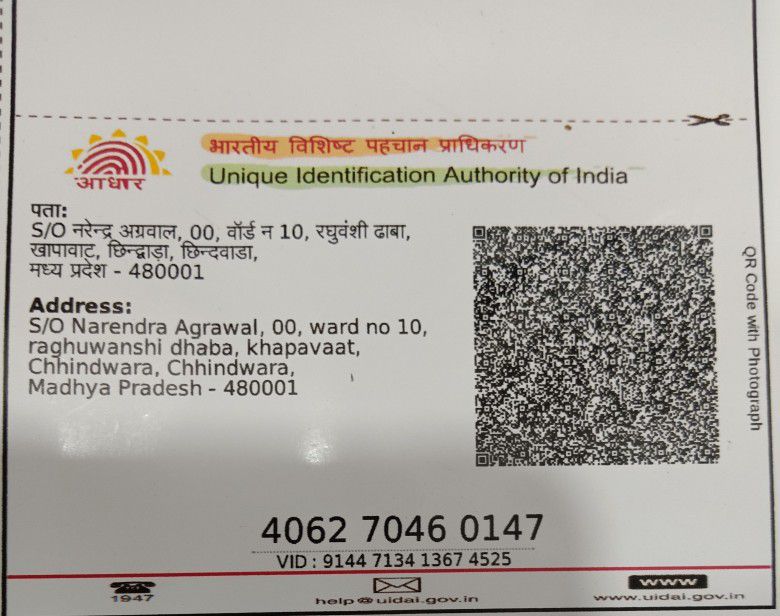 आधार
भारतीय विशिष्ट पहचान प्राधिकरण
Unique Identification Authority of India
पता:
S/O नरेन्द्र अग्रवाल, 00, वॉर्ड न 10, रघुवंशी ढाबा,
खापावाट, छिन्द्वाड़ा, छिन्दवाडा,
मध्य प्रदेश - 480001
Address:
S/O Narendra Agrawal, 00, ward no 10,
raghuwanshi dhaba, khapavaat,
Chhindwara, Chhindwara,
Madhya Pradesh - 480001
QR Code with Photograph
4062 7046 0147
VID : 9144 7134 1367 4525
1947
help@uidai.gov.in
www
www.uidai.gov.in